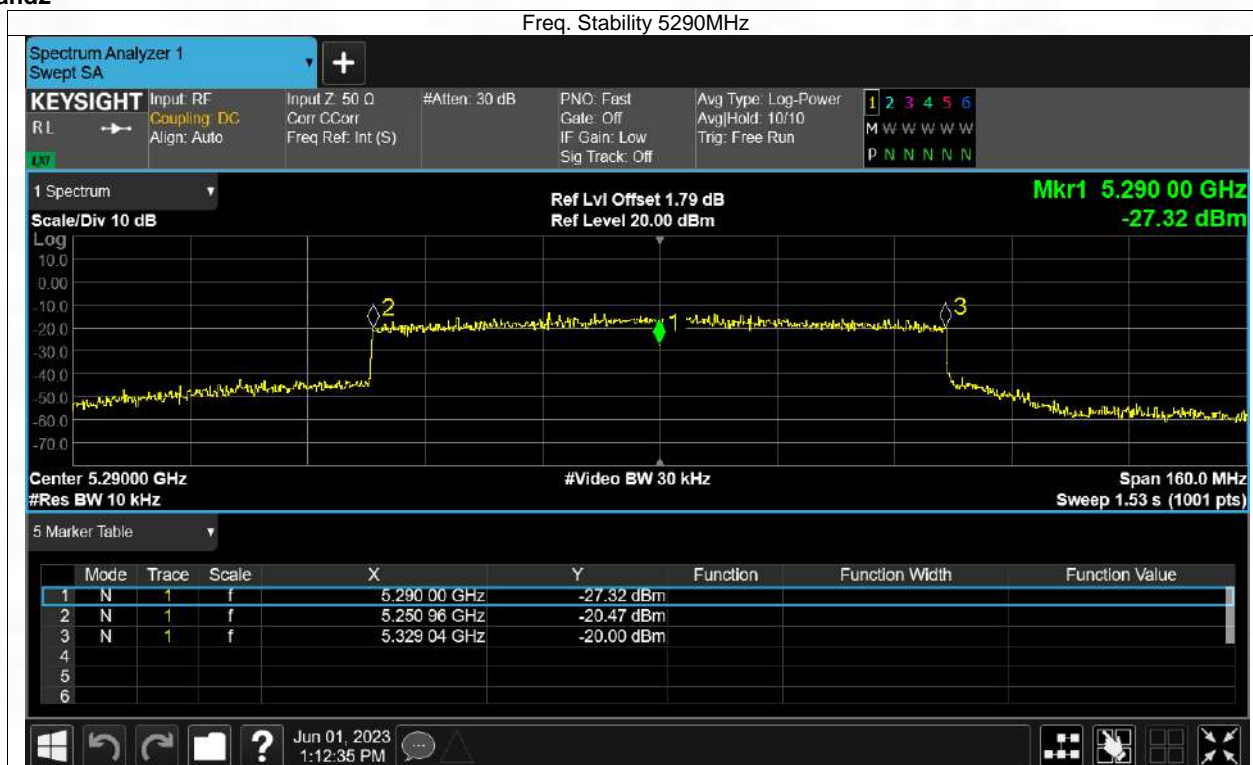 Freq. Stability 5290MHz
Spectrum Analyzer 1
Swept SA
+
KEYSIGHT Input: RF Input Z: 50 Ω #Atten: 30 dB PNO: Fast Avg Type: Log-Power 1 2 3 4 5 6
RL Coupling: DC Corr CCorr Gate: Off Avg|Hold: 10/10 M W W W W W
Align: Auto Freq Ref: Int (S) IF Gain: Low Trig: Free Run
LXI Sig Track: Off P N N N N N
1 Spectrum Ref Lvl Offset 1.79 dB Mkr1 5.290 00 GHz
Scale/Div 10 dB Ref Level 20.00 dBm -27.32 dBm
Log
10.0
0.00
-10.0 2 3
-20.0 1
-30.0
-40.0
-50.0
-60.0
-70.0
Center 5.29000 GHz #Video BW 30 kHz Span 160.0 MHz
#Res BW 10 kHz Sweep 1.53 s (1001 pts)
5 Marker Table
Mode Trace Scale X Y Function Function Width Function Value
1 N 1 f 5.290 00 GHz -27.32 dBm
2 N 1 f 5.250 96 GHz -20.47 dBm
3 N 1 f 5.329 04 GHz -20.00 dBm
4
5
6
? Jun 01, 2023
1:12:35 PM